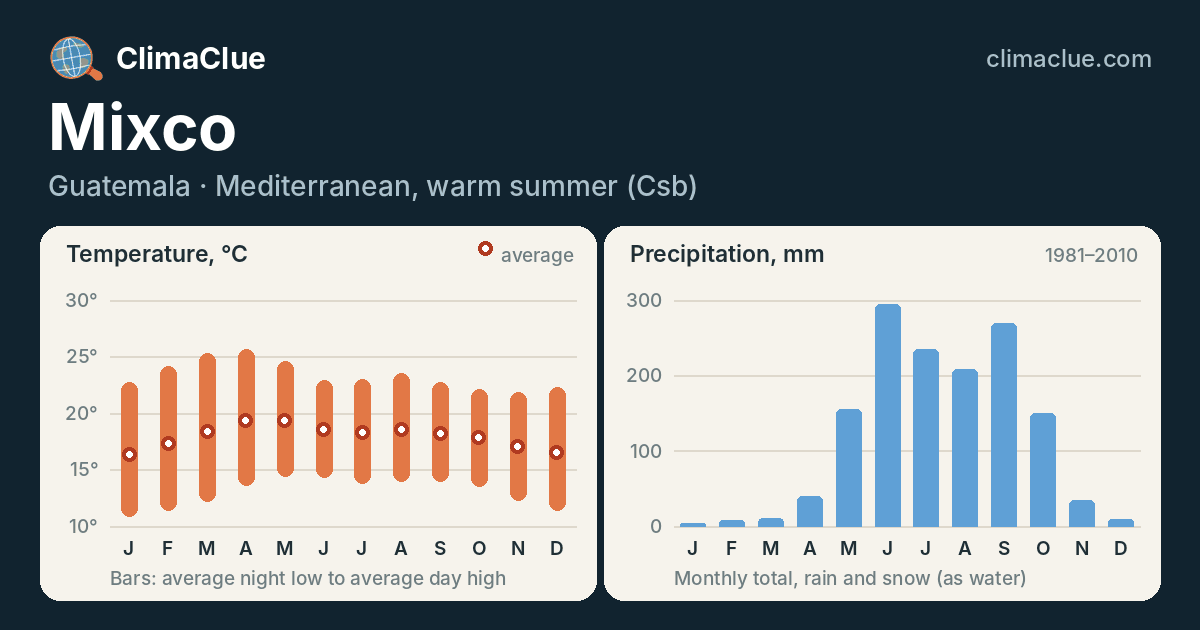 ClimaClue
climaclue.com
Mixco
Guatemala · Mediterranean, warm summer (Csb)
Temperature, °C
average
30°
25°
20°
15°
10°
J F M A M J J A S O N D
Bars: average night low to average day high
Precipitation, mm
1981–2010
300
200
100
0
J F M A M J J A S O N D
Monthly total, rain and snow (as water)